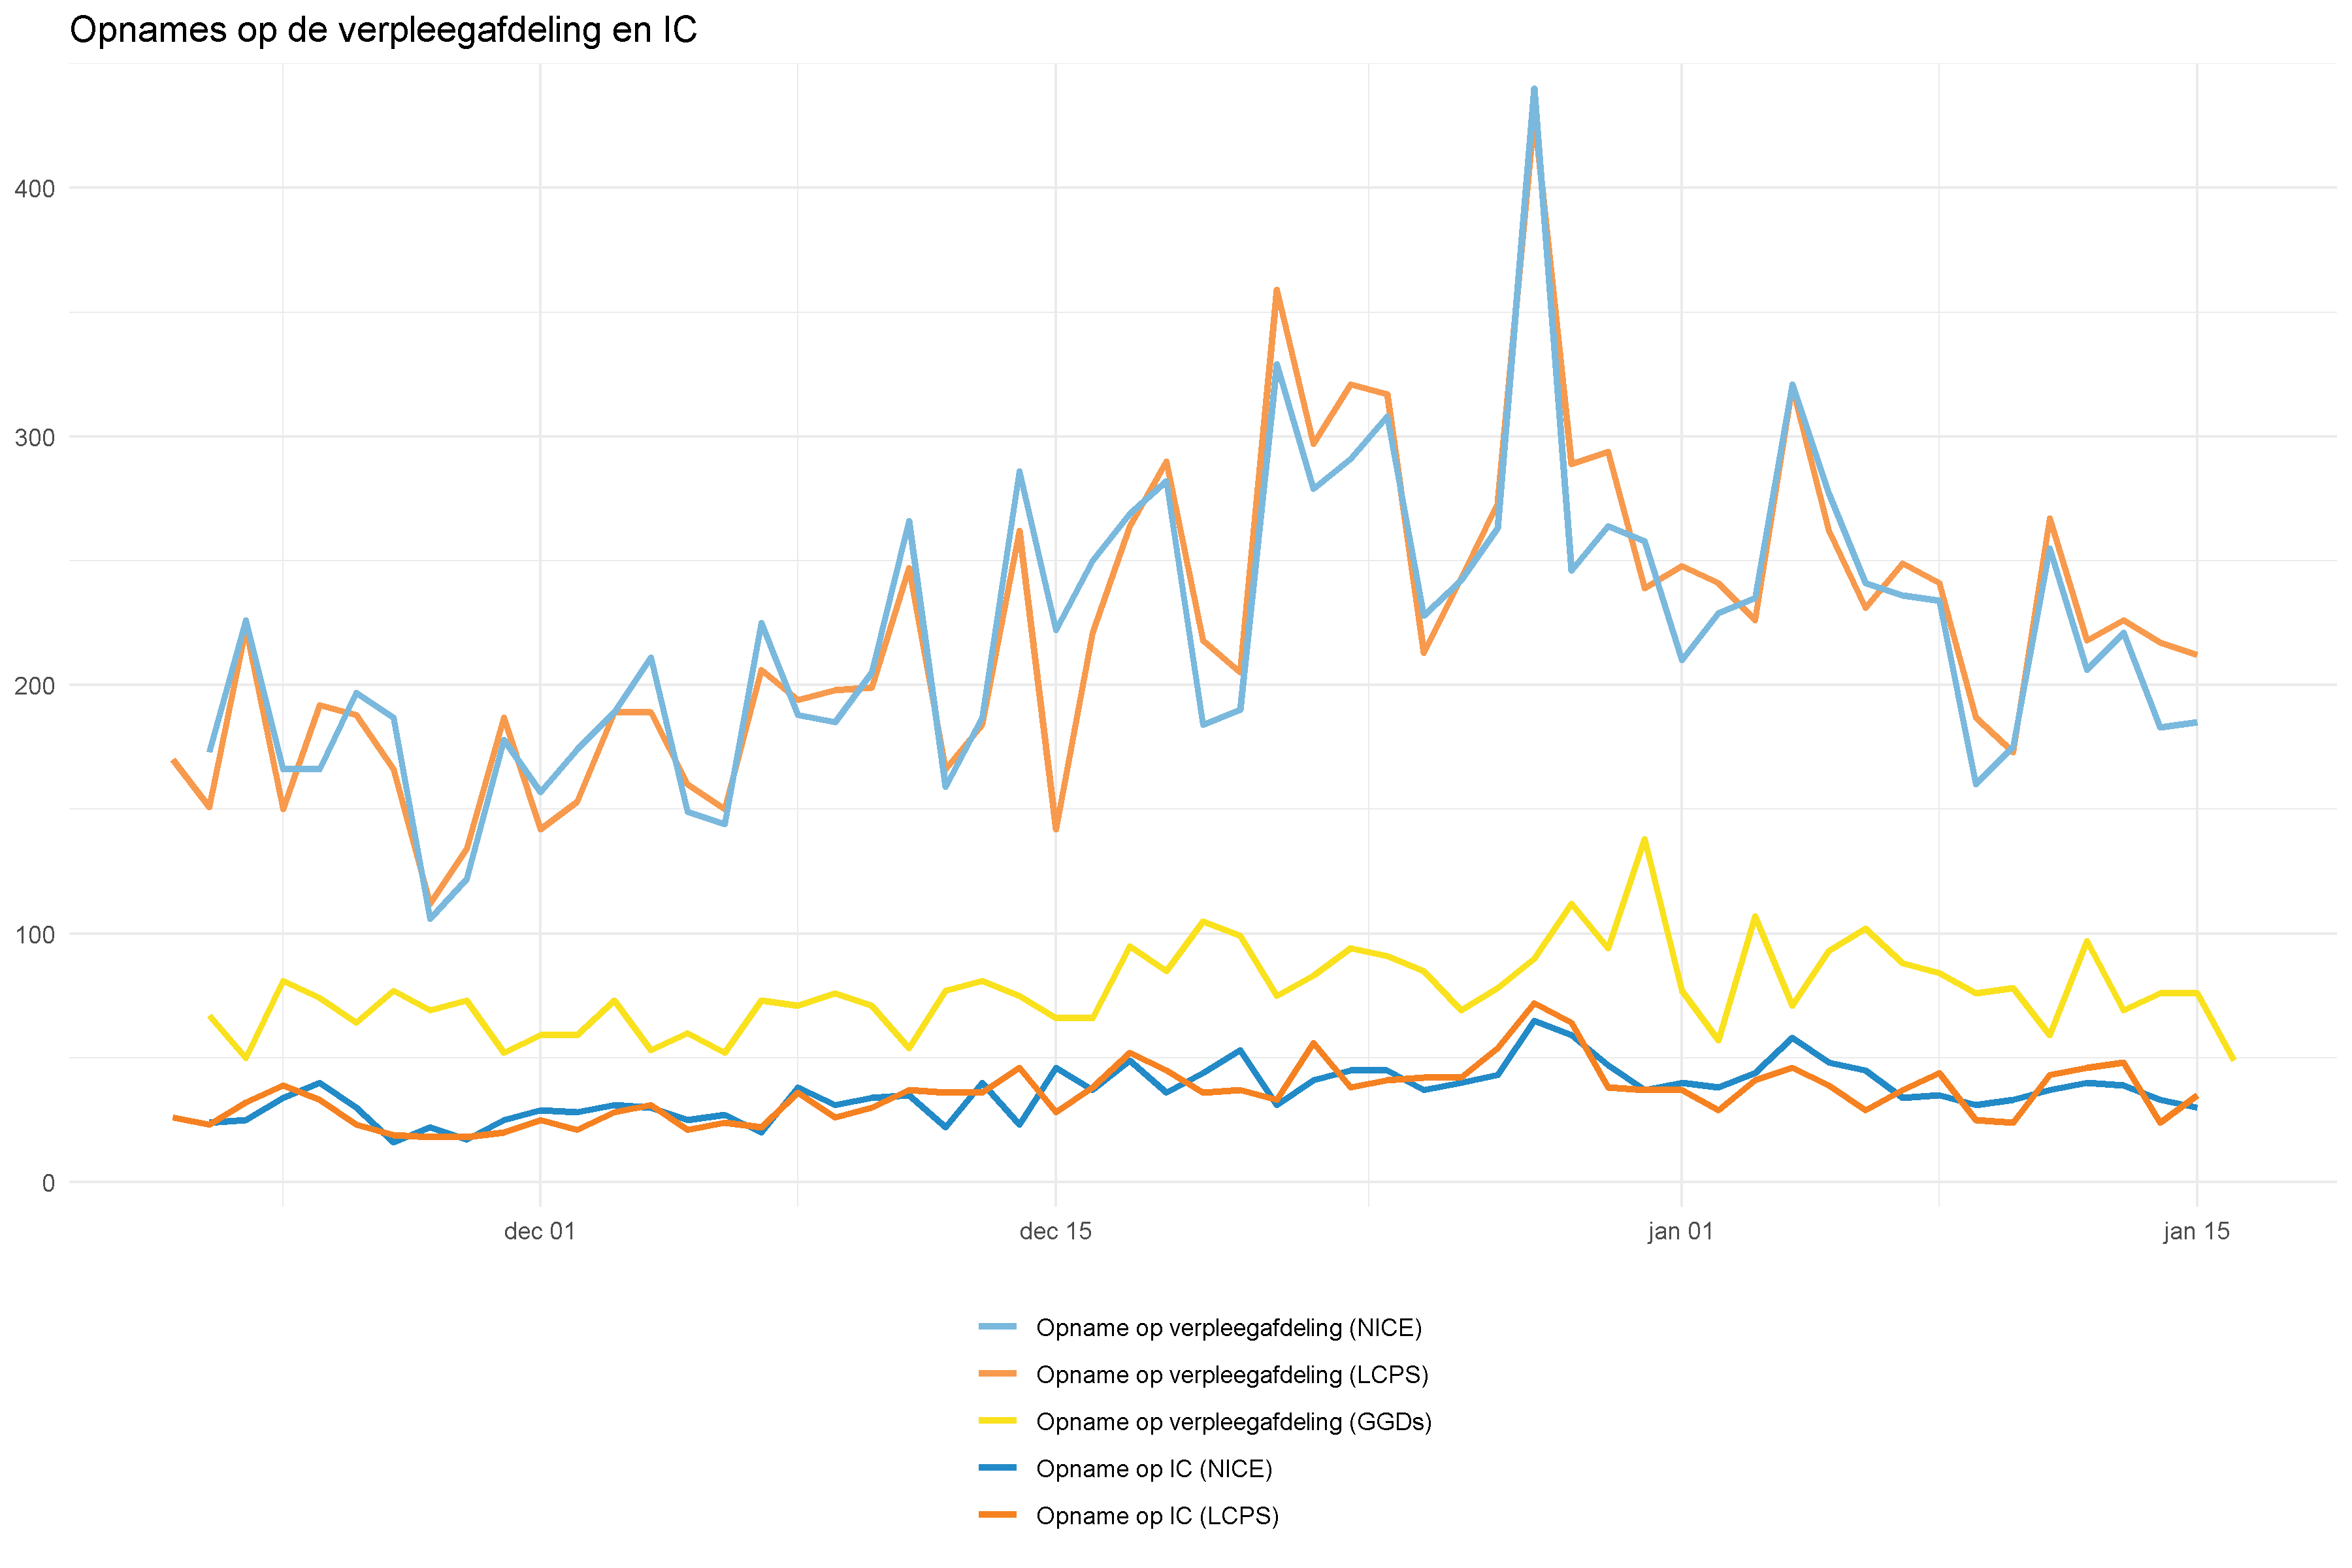 Opnames op de verpleegafdeling en IC
400
300
200
100
0
dec 01 dec 15 jan 01 jan 15
Opname op verpleegafdeling (NICE)
Opname op verpleegafdeling (LCPS)
Opname op verpleegafdeling (GGDs)
Opname op IC (NICE)
Opname op IC (LCPS)